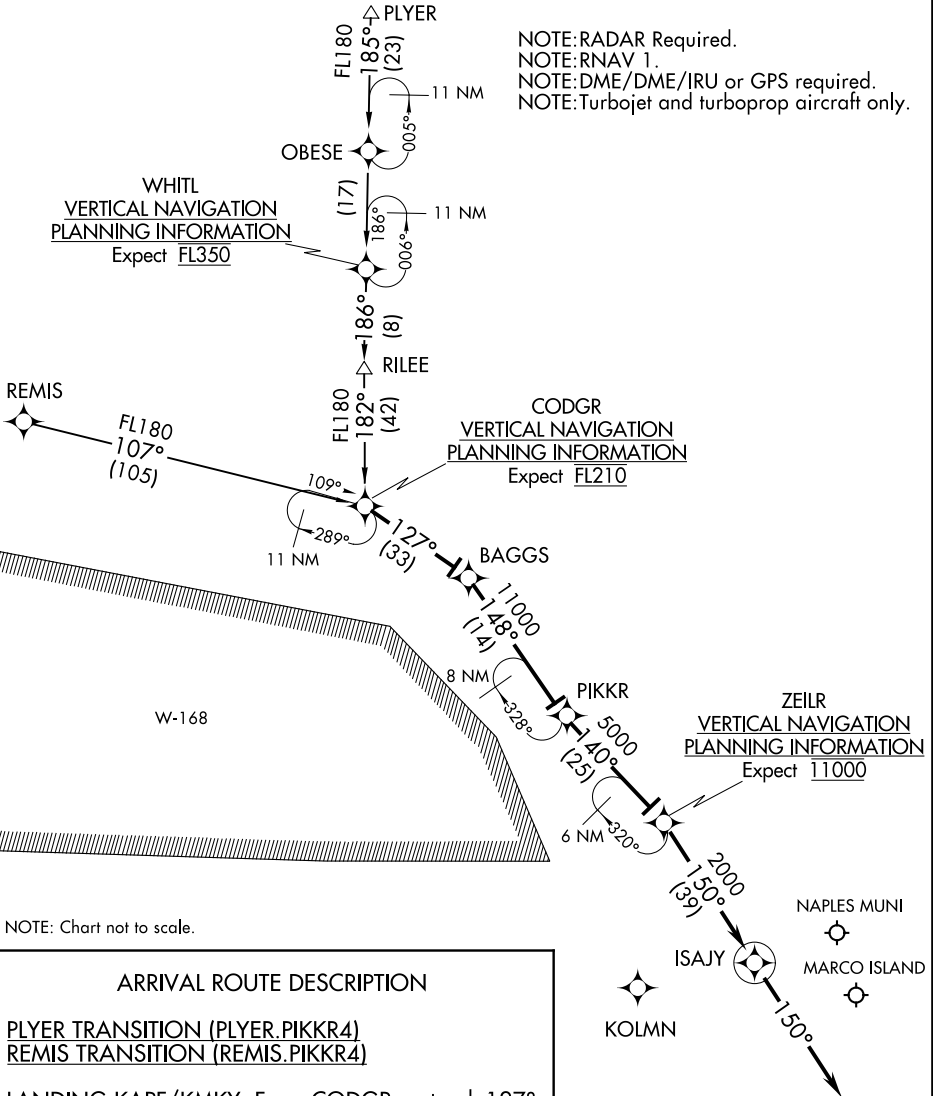 PLYER
FL180
185°
(23)
NOTE:RADAR Required.
NOTE:RNAV 1.
NOTE:DME/DME/IRU or GPS required.
NOTE:Turbojet and turboprop aircraft only.
11 NM
005°
OBESE
(17)
186°
11 NM
006°
WHITL
VERTICAL NAVIGATION
PLANNING INFORMATION
Expect FL350
186°
(8)
RILEE
REMIS
FL180
107°
(105)
FL180
182°
(42)
CODGR
VERTICAL NAVIGATION
PLANNING INFORMATION
Expect FL210
109°
289°
11 NM
127°
(33)
BAGGS
11000
148°
(14)
8 NM
328°
PIKKR
5000
140°
(25)
W-168
ZEILR
VERTICAL NAVIGATION
PLANNING INFORMATION
Expect 11000
6 NM
320°
2000
150°
(39)
NAPLES MUNI
ISAJY
MARCO ISLAND
KOLMN
150°
NOTE: Chart not to scale.
ARRIVAL ROUTE DESCRIPTION
PLYER TRANSITION (PLYER.PIKKR4)
REMIS TRANSITION (REMIS.PIKKR4)